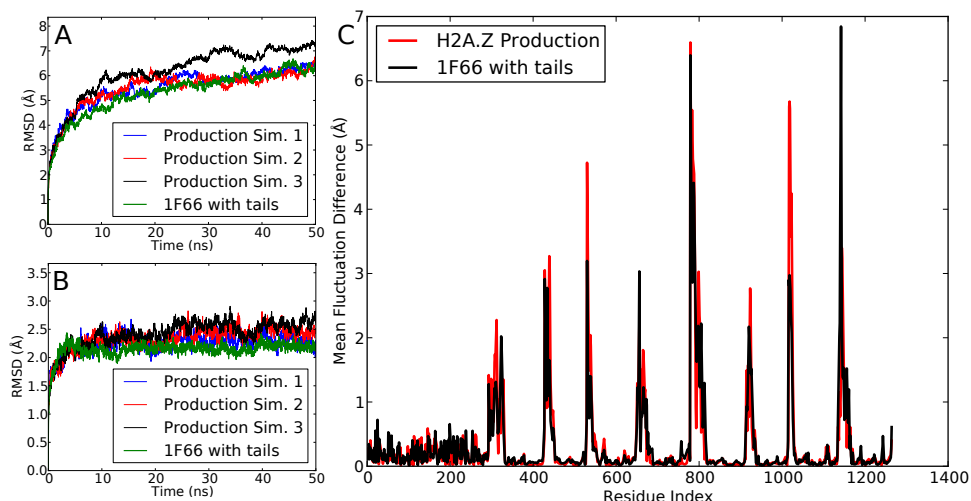 A
8
7
6
5
4
3
2
1
0
RMSD (Å)
Production Sim. 1
Production Sim. 2
Production Sim. 3
1F66 with tails
0 10 20 30 40 50
Time (ns)
B
3.5
3.0
2.5
2.0
1.5
1.0
0.5
0.0
RMSD (Å)
Production Sim. 1
Production Sim. 2
Production Sim. 3
1F66 with tails
0 10 20 30 40 50
Time (ns)
C
7
6
5
4
3
2
1
0
Mean Fluctuation Difference (Å)
H2A.Z Production
1F66 with tails
0 200 400 600 800 1000 1200 1400
Residue Index